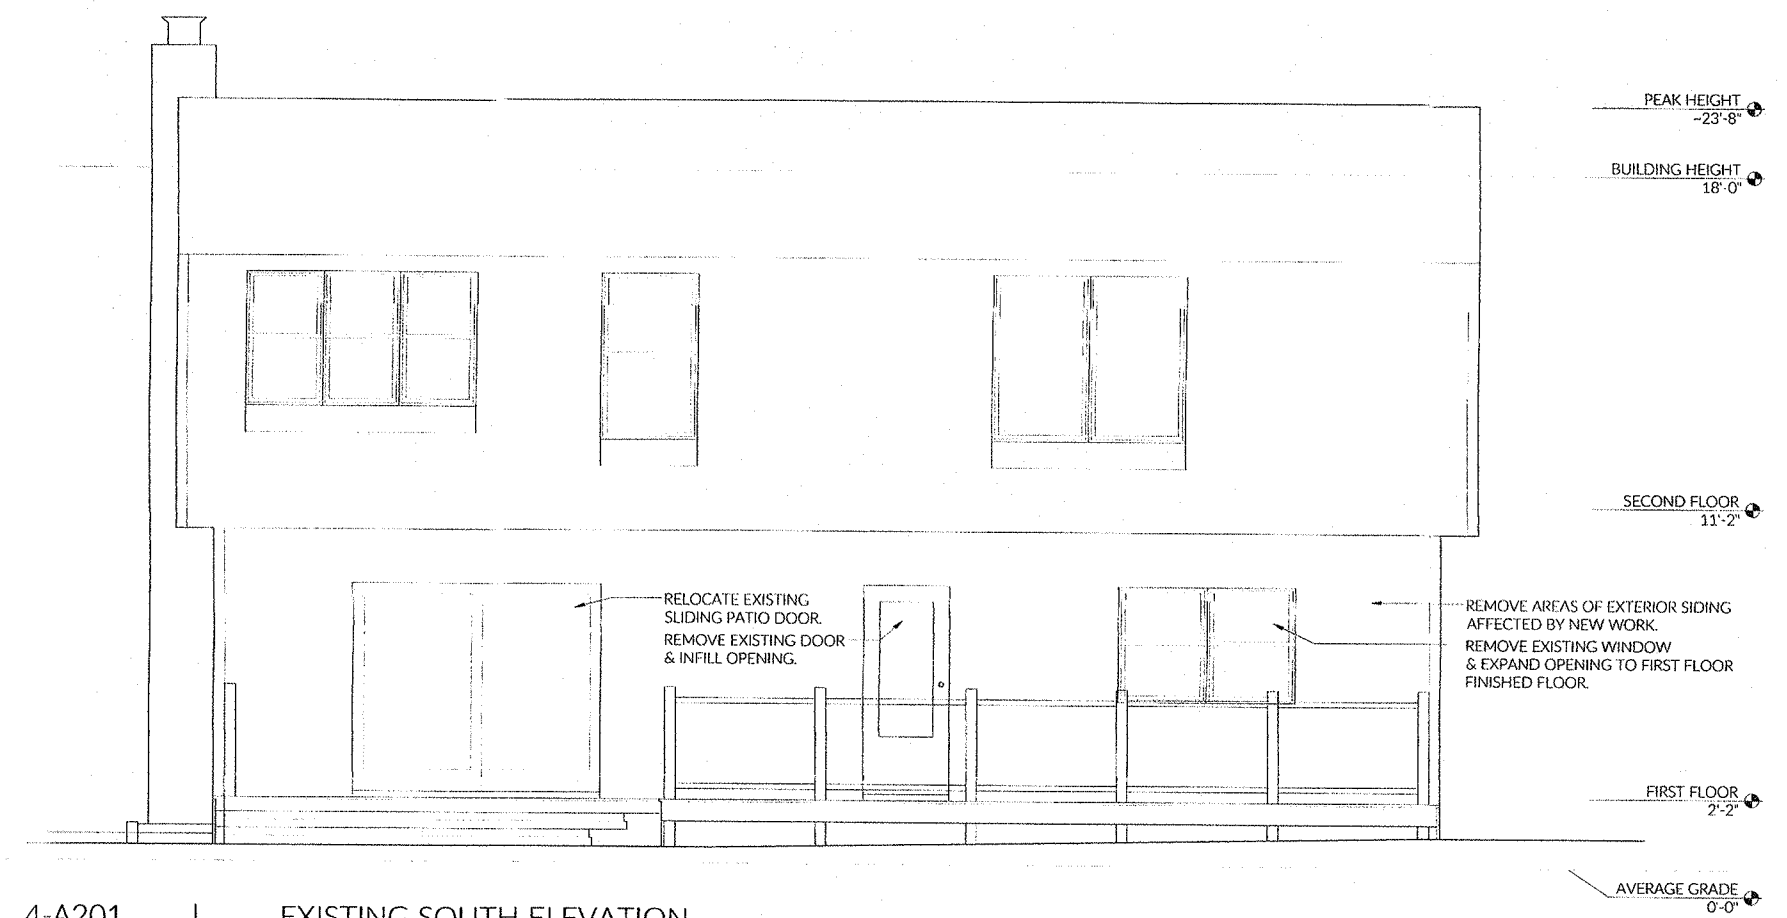 PEAK HEIGHT
~23'-8"
BUILDING HEIGHT
18'-0"
SECOND FLOOR
11'-2"
RELOCATE EXISTING
SLIDING PATIO DOOR.
REMOVE EXISTING DOOR
& INFILL OPENING.
REMOVE AREAS OF EXTERIOR SIDING
AFFECTED BY NEW WORK.
REMOVE EXISTING WINDOW
& EXPAND OPENING TO FIRST FLOOR
FINISHED FLOOR.
FIRST FLOOR
2'-2"
AVERAGE GRADE
0'-0"
4-A201 EXISTING SOUTH ELEVATION